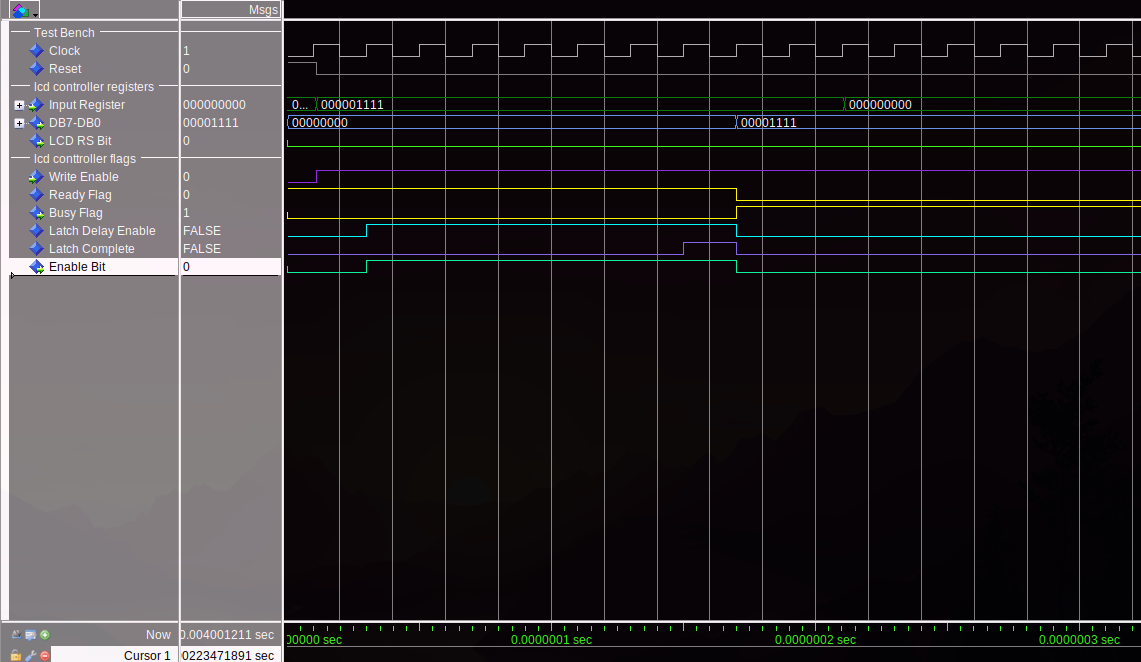 Msgs
Test Bench
Clock 1
Reset 0
lcd controller registers
Input Register 000000000 0... 000001111 000000000
DB7-DB0 00001111 00000000 00001111
LCD RS Bit 0
lcd conttroller flags
Write Enable 0
Ready Flag 0
Busy Flag 1
Latch Delay Enable FALSE
Latch Complete FALSE
Enable Bit 0
Now 0.004001211 sec 00000 sec 0.0000001 sec 0.0000002 sec 0.0000003 sec
Cursor 1 0223471891 sec